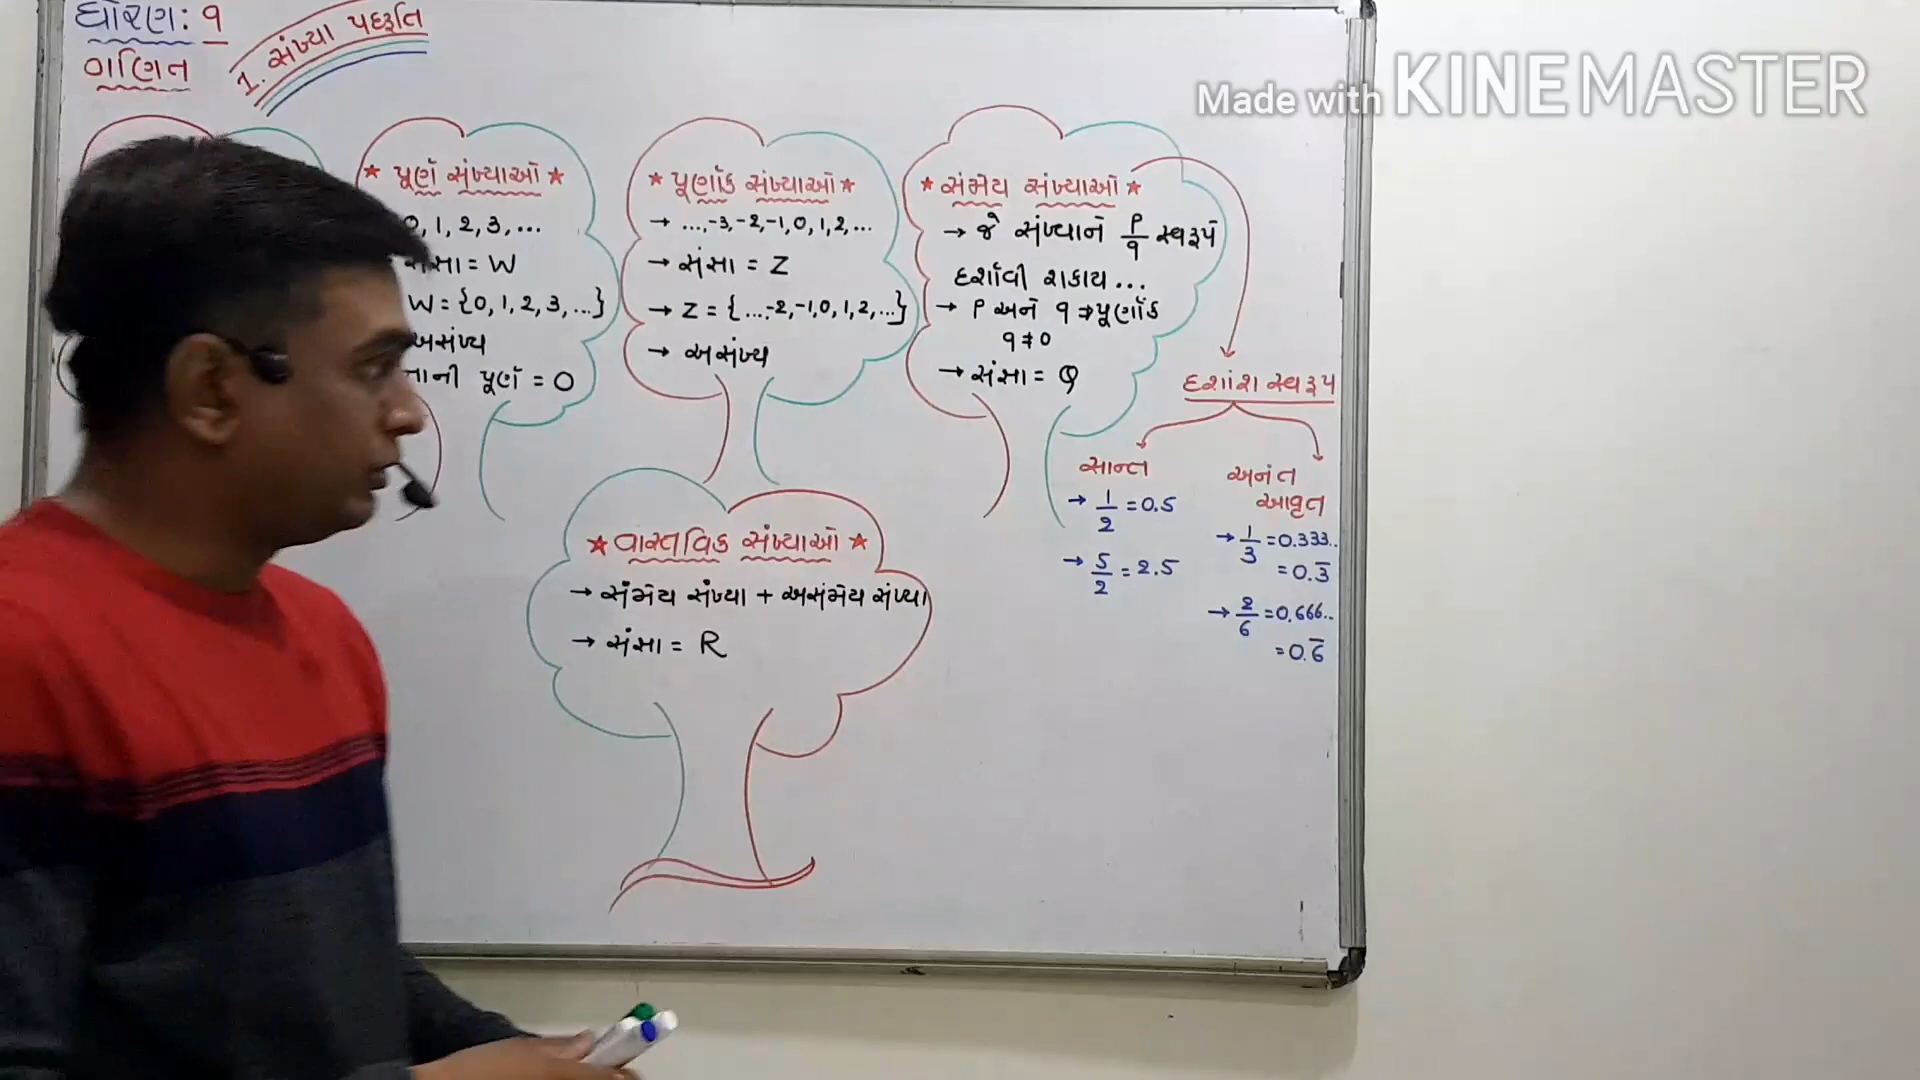 ધોરણ: ૧
ગણિત
1. સંખ્યા પદ્ધતિ
Made with KINEMASTER
* પૂર્ણ સંખ્યાઓ *
0, 1, 2, 3, ...
સંસા = W
W = {0, 1, 2, 3, ...}
અસંખ્ય
નાની પૂર્ણ = 0
* પૂર્ણાંક સંખ્યાઓ *
→ ..., -3, -2, -1, 0, 1, 2, ...
→ સંસા = Z
→ Z = {... -2, -1, 0, 1, 2, ...}
→ અસંખ્ય
* સંમેય સંખ્યાઓ *
→ જે સંખ્યાને P/q સ્વરૂપે
દર્શાવી શકાય...
→ P અને q → પૂર્ણાંક
q ≠ 0
→ સંસા = Q
દશાંશ સ્વરૂપ
સાન્ત
→ 1/2 = 0.5
→ 5/2 = 2.5
અનંત
આવૃત
→ 1/3 = 0.333..
= 0.3̅
→ 2/6 = 0.666..
= 0.6̅
* વાસ્તવિક સંખ્યાઓ *
→ સંમેય સંખ્યા + અસંમેય સંખ્યા
→ સંસા = R